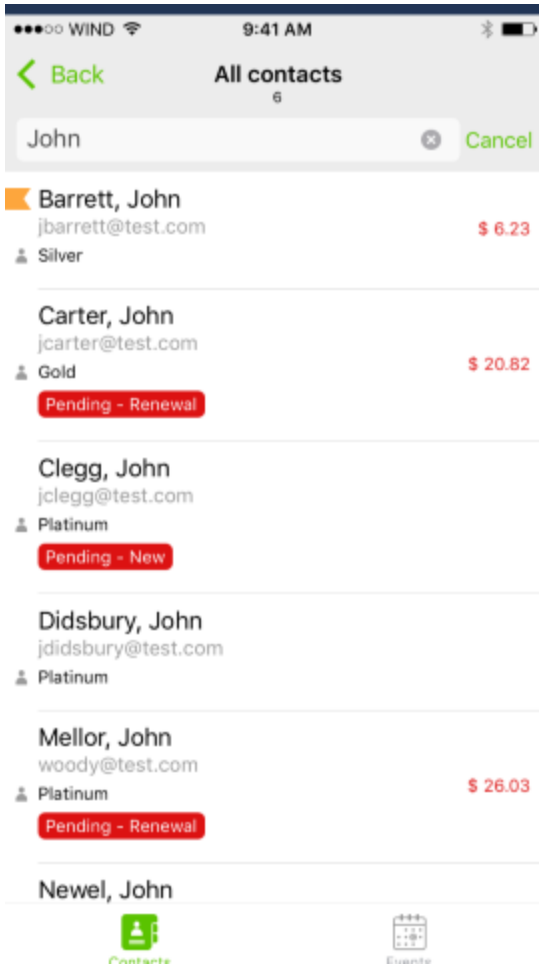 WIND 9:41 AM
Back All contacts
6
John Cancel
Barrett, John
jbarrett@test.com
$ 6.23
Silver
Carter, John
jcarter@test.com
$ 20.82
Gold
Pending - Renewal
Clegg, John
jclegg@test.com
Platinum
Pending - New
Didsbury, John
jdidsbury@test.com
Platinum
Mellor, John
woody@test.com
$ 26.03
Platinum
Pending - Renewal
Newel, John
Contacts Events